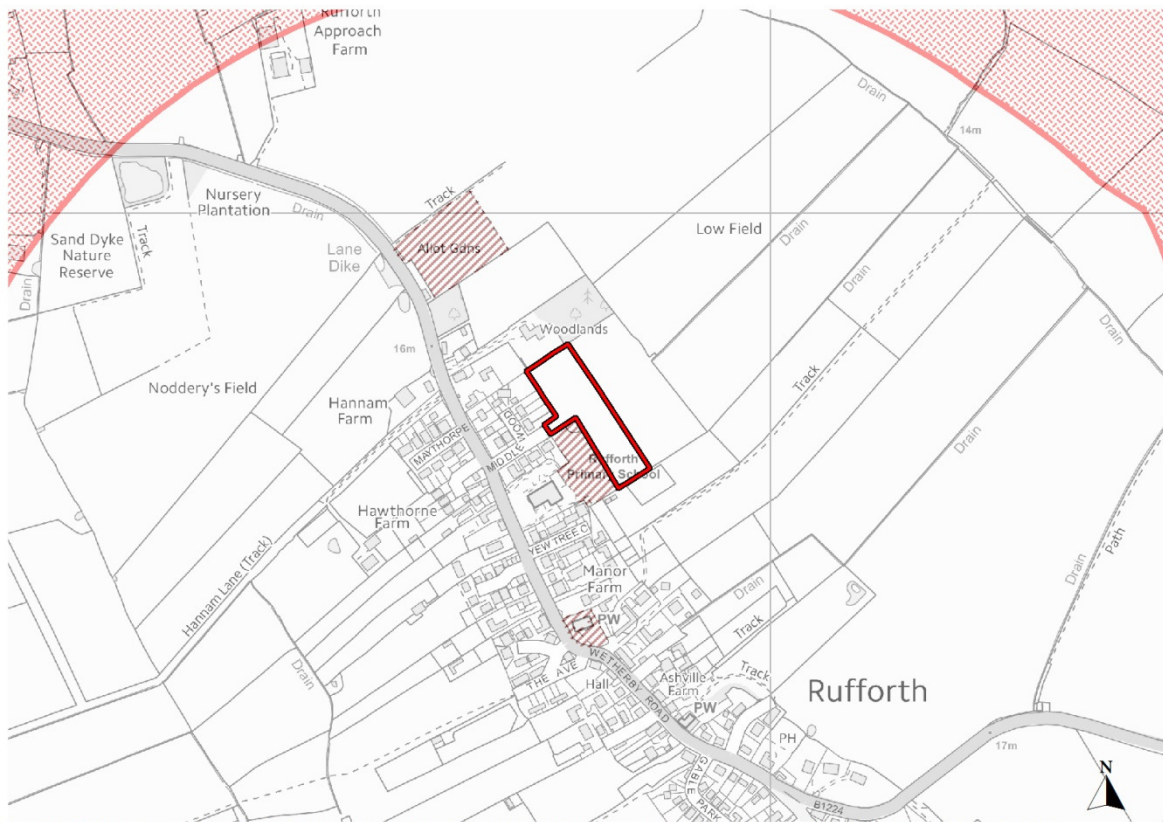 Rufforth
Approach
Farm
Drain
14m
Nursery
Plantation
Drain
Track
Track
Sand Dyke
Nature
Reserve
Drain
Lane
Dike
Allot Gdns
Low Field
Drain
Drain
Drain
Woodlands
16m
Noddery's Field
Hannam
Farm
MAYTHORPE
MIDDLEWOOD
Track
Rufforth
Primary School
Drain
Hawthorne
Farm
Hannam Lane (Track)
YEW TREE C
Manor
Farm
PW
Drain
Path
Drain
Track
Drain
THE AVE
WETHERBY ROAD
Hall
Ashville
Farm
PW
Track
Rufforth
PH
17m
GABLE
PARK
B1224
N